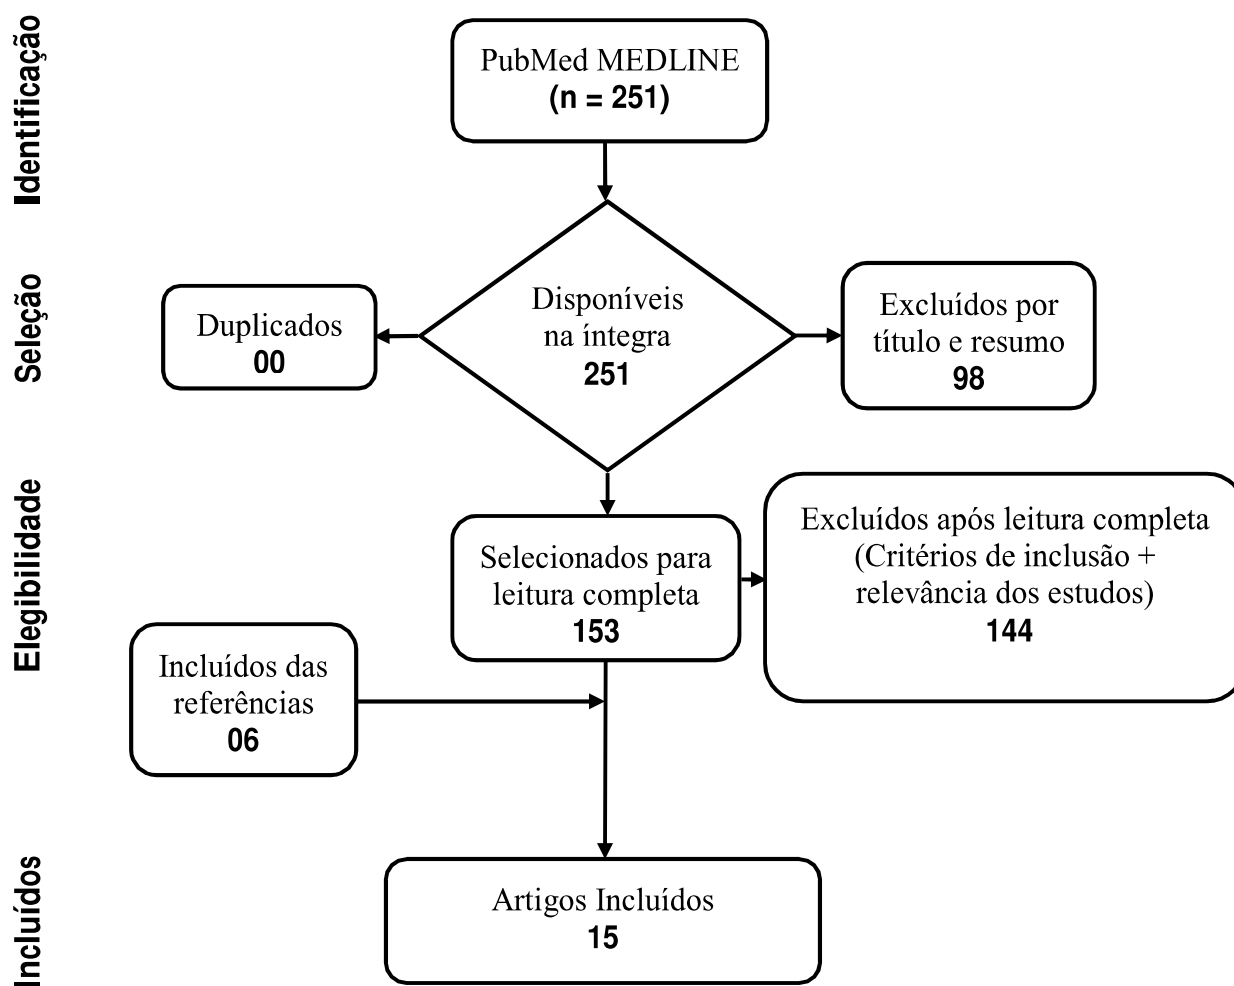 Identificação
PubMed MEDLINE
(n = 251)
Seleção
Duplicados
00
Disponíveis
na íntegra
251
Excluídos por
título e resumo
98
Elegibilidade
Selecionados para
leitura completa
153
Excluídos após leitura completa
(Critérios de inclusão +
relevância dos estudos)
144
Incluídos das
referências
06
Incluídos
Artigos Incluídos
15